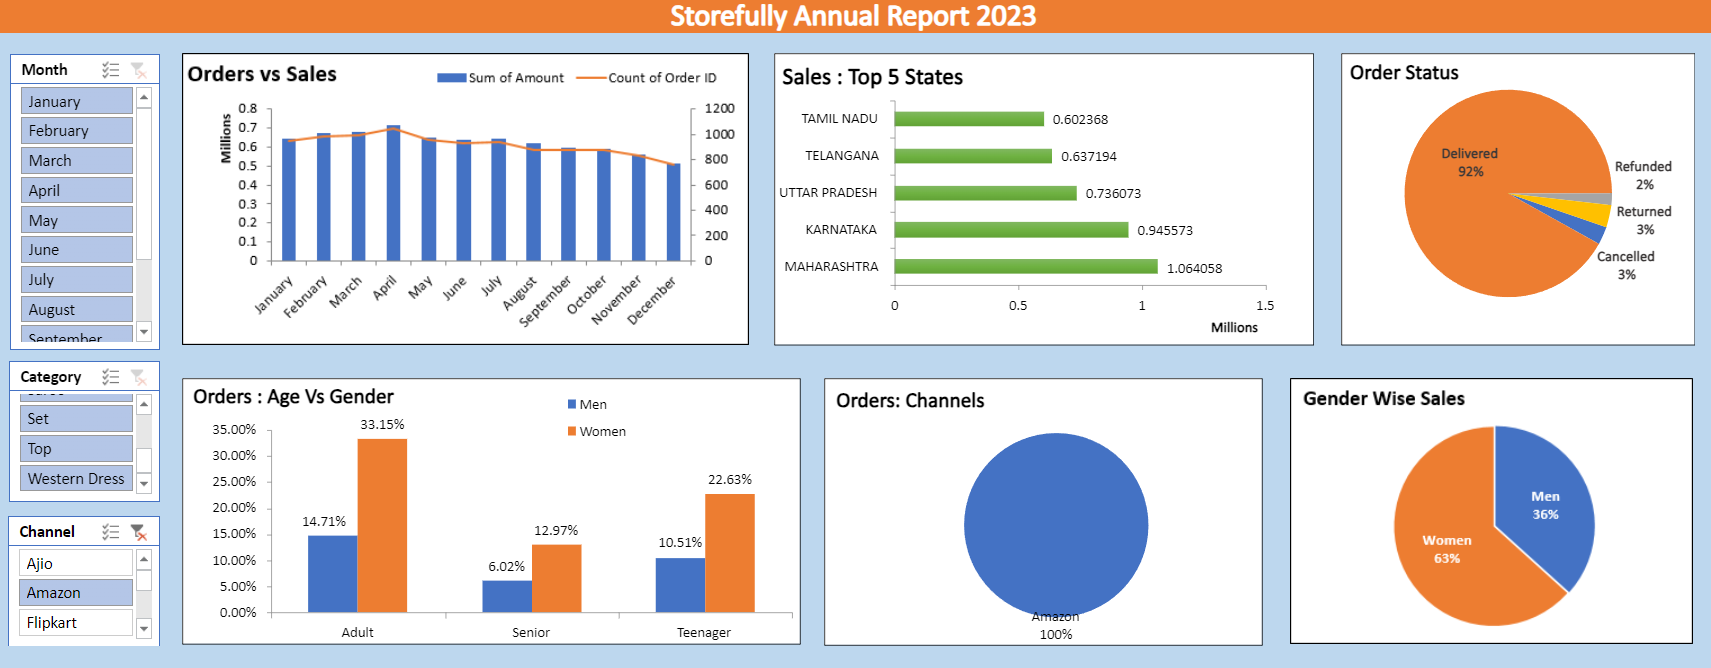 Storefully Annual Report 2023
Month
January
February
March
April
May
June
July
August
September
Category
Set
Top
Western Dress
Channel
Ajio
Amazon
Flipkart
Orders vs Sales
Sum of Amount
Count of Order ID
Millions
0.8
0.7
0.6
0.5
0.4
0.3
0.2
0.1
0
1200
1000
800
600
400
200
0
January
February
March
April
May
June
July
August
September
October
November
December
Sales : Top 5 States
TAMIL NADU
0.602368
TELANGANA
0.637194
UTTAR PRADESH
0.736073
KARNATAKA
0.945573
MAHARASHTRA
1.064058
0 0.5 1 1.5
Millions
Order Status
Delivered
92%
Refunded
2%
Returned
3%
Cancelled
3%
Orders : Age Vs Gender
Men
Women
35.00%
30.00%
25.00%
20.00%
15.00%
10.00%
5.00%
0.00%
14.71%
33.15%
6.02%
12.97%
10.51%
22.63%
Adult
Senior
Teenager
Orders: Channels
Amazon
100%
Gender Wise Sales
Men
36%
Women
63%